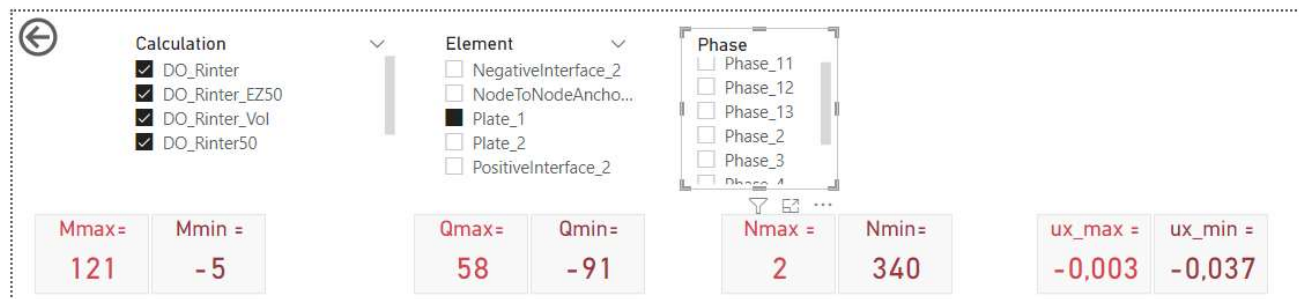 Calculation
DO_Rinter
DO_Rinter_EZ50
DO_Rinter_Vol
DO_Rinter50
Element
NegativeInterface_2
NodeToNodeAncho...
Plate_1
Plate_2
PositiveInterface_2
Phase
Phase_11
Phase_12
Phase_13
Phase_2
Phase_3
Phase_4
Mmax=
121
Mmin =
-5
Qmax=
58
Qmin=
-91
Nmax =
2
Nmin=
340
ux_max =
-0,003
ux_min =
-0,037